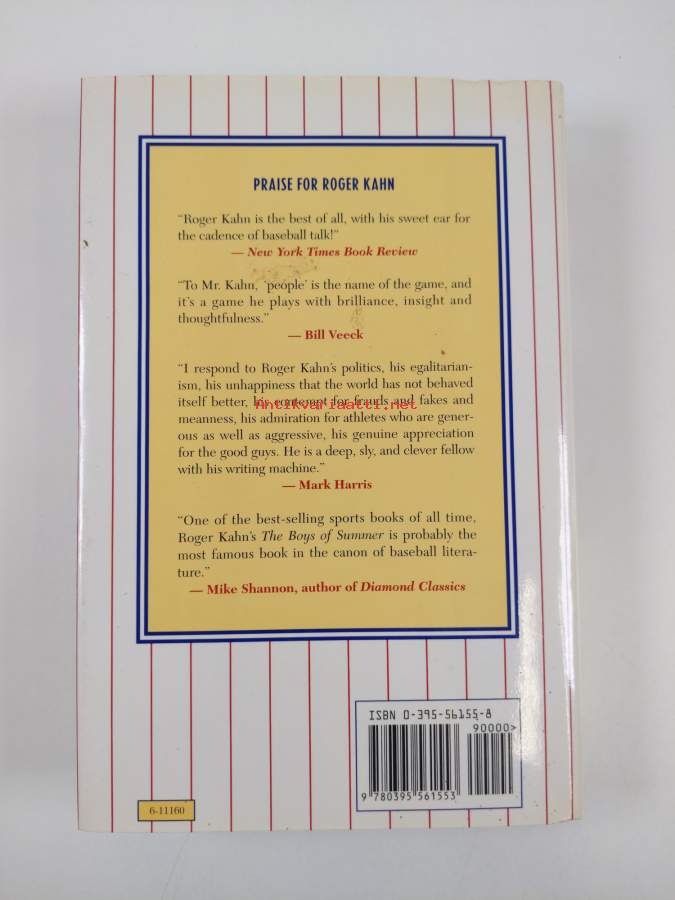 PRAISE FOR ROGER KAHN
“Roger Kahn is the best of all, with his sweet ear for
the cadence of baseball talk!”
— New York Times Book Review
“To Mr. Kahn, ‘people’ is the name of the game, and
it’s a game he plays with brilliance, insight and
thoughtfulness.”
— Bill Veeck
“I respond to Roger Kahn’s politics, his egalitarian-
ism, his unhappiness that the world has not behaved
itself better, his contempt for frauds and fakes and
Antikvariaatti.net
meanness, his admiration for athletes who are gener-
ous as well as aggressive, his genuine appreciation
for the good guys. He is a deep, sly, and clever fellow
with his writing machine.”
— Mark Harris
“One of the best-selling sports books of all time,
Roger Kahn’s The Boys of Summer is probably the
most famous book in the canon of baseball litera-
ture.”
— Mike Shannon, author of Diamond Classics
ISBN 0-395-56155-8
90000>
9 780395 561553
6-11160